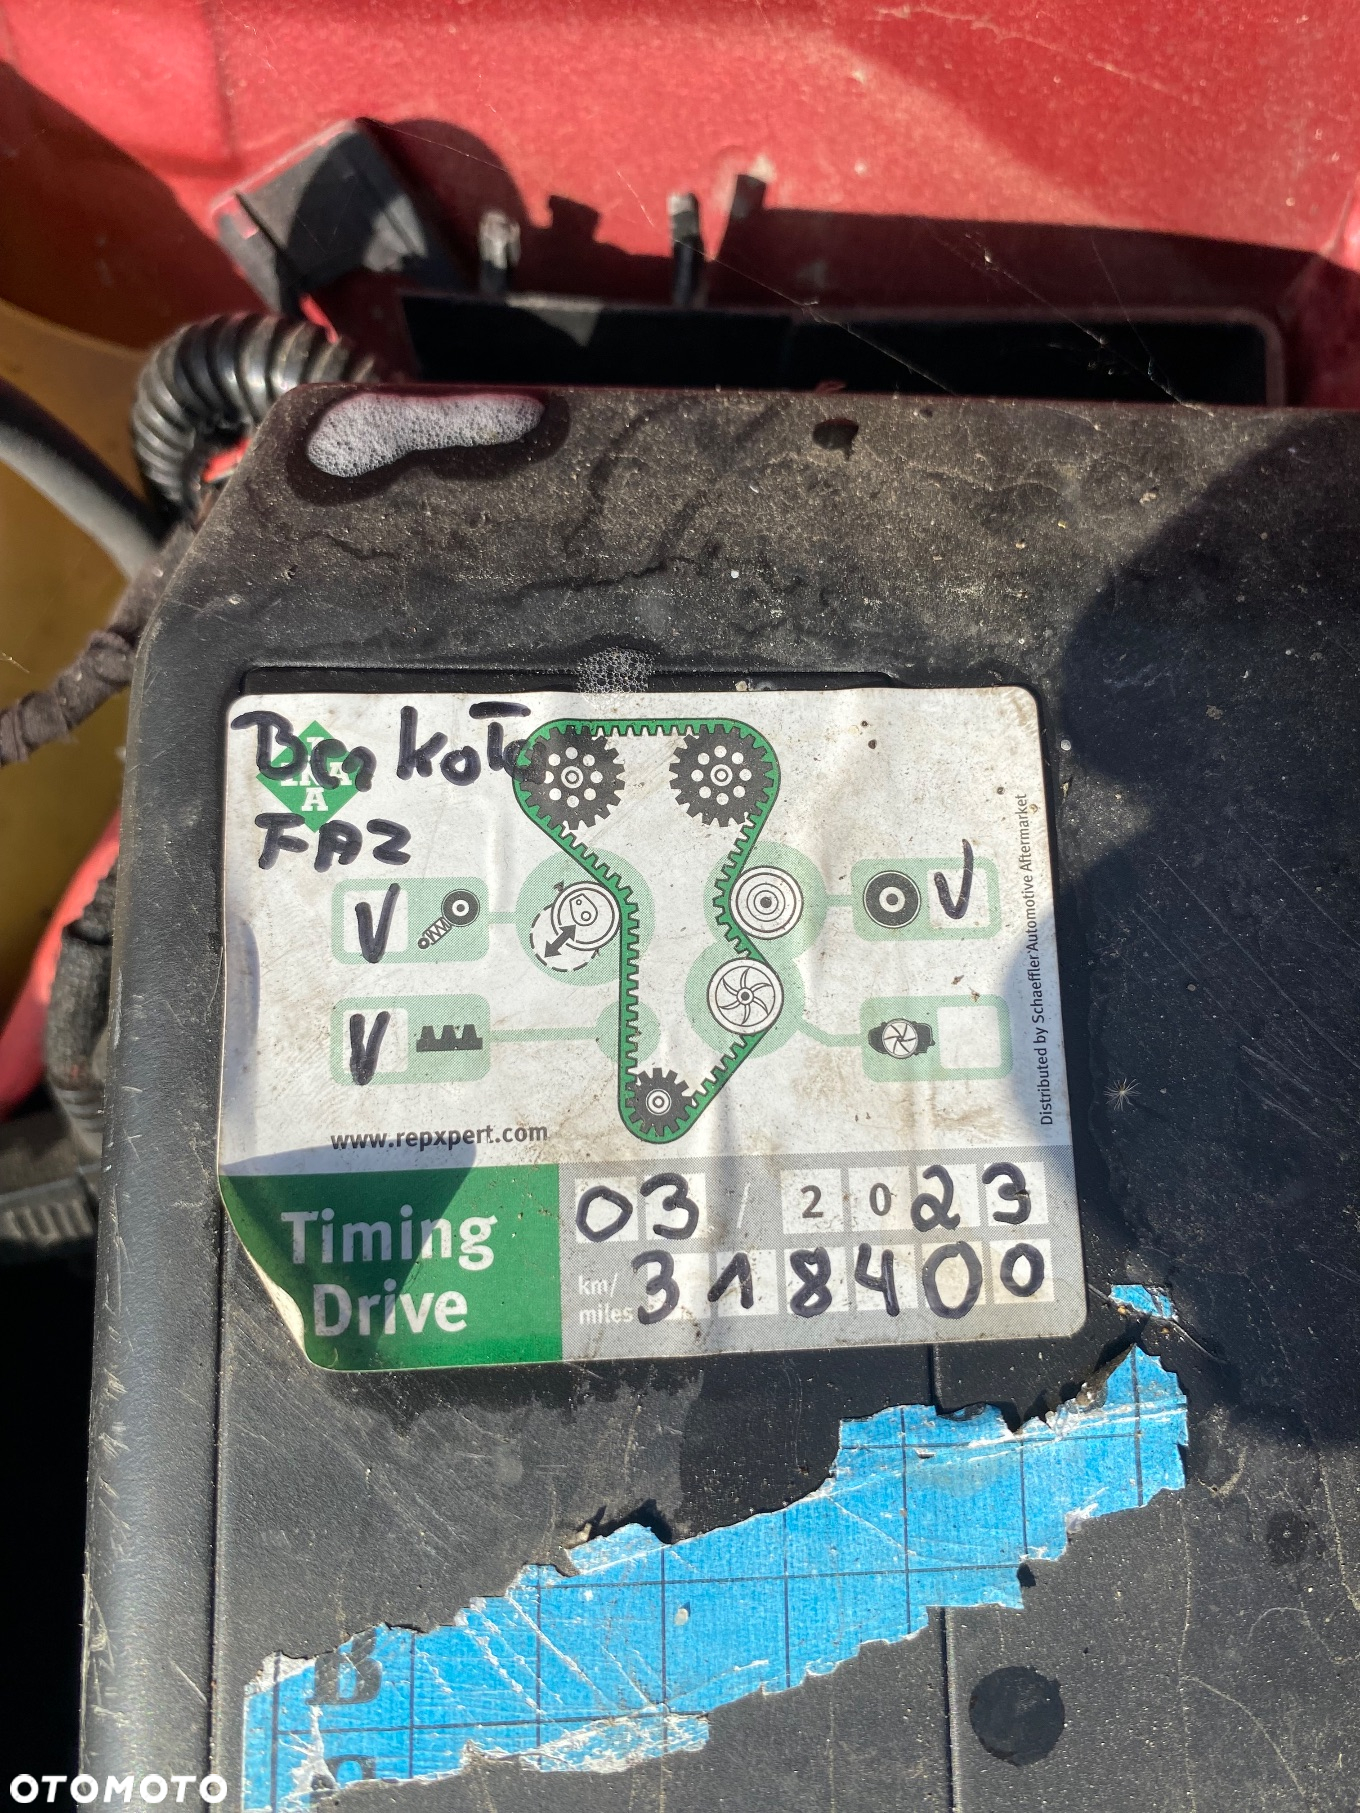 Bez koła
INA
FAZ
V
V
V
Distributed by Schaeffler Automotive Aftermarket
www.repxpert.com
Timing
Drive
03 / 2023
km/
miles
318400
OTOMOTO